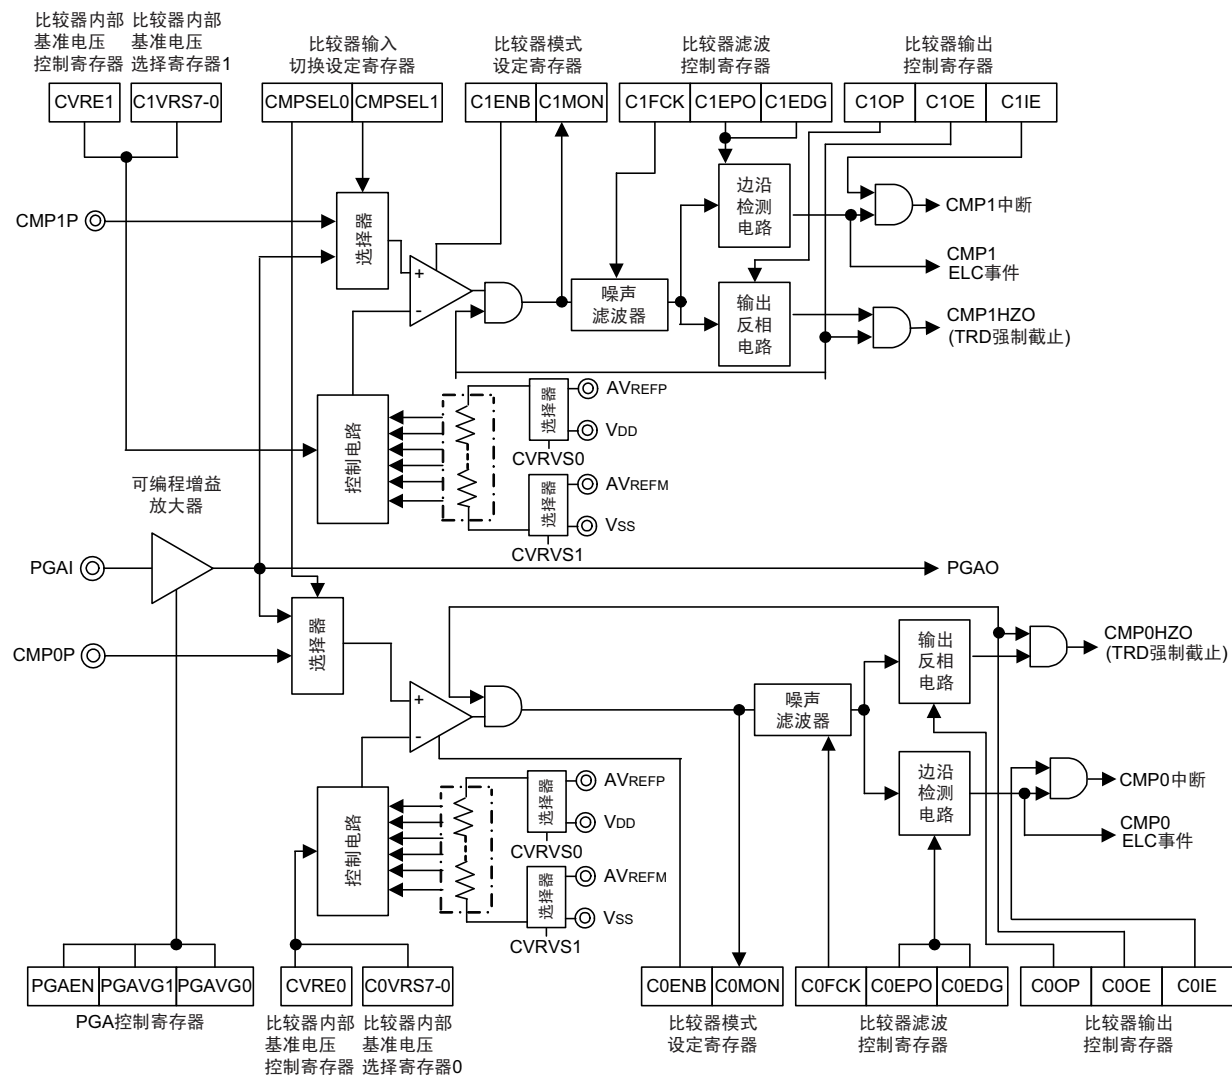 比较器内部
基准电压
控制寄存器
比较器内部
基准电压
选择寄存器1
比较器输入
切换设定寄存器
比较器模式
设定寄存器
比较器滤波
控制寄存器
比较器输出
控制寄存器
CVRE1
C1VRS7-0
CMPSEL0
CMPSEL1
C1ENB
C1MON
C1FCK
C1EPO
C1EDG
C1OP
C1OE
C1IE
CMP1P
选择器
+
-
噪声
滤波器
边沿
检测
电路
输出
反相
电路
CMP1中断
CMP1
ELC事件
CMP1HZO
(TRD强制截止)
控制电路
选择器
AVREFP
VDD
CVRVS0
选择器
AVREFM
VSS
CVRVS1
可编程增益
放大器
PGAI
PGAO
CMP0P
选择器
+
-
噪声
滤波器
输出
反相
电路
边沿
检测
电路
CMP0HZO
(TRD强制截止)
CMP0中断
CMP0
ELC事件
控制电路
选择器
AVREFP
VDD
CVRVS0
选择器
AVREFM
VSS
CVRVS1
PGAEN
PGAVG1
PGAVG0
PGA控制寄存器
CVRE0
C0VRS7-0
比较器内部
基准电压
控制寄存器
比较器内部
基准电压
选择寄存器0
C0ENB
C0MON
比较器模式
设定寄存器
C0FCK
C0EPO
C0EDG
比较器滤波
控制寄存器
C0OP
C0OE
C0IE
比较器输出
控制寄存器